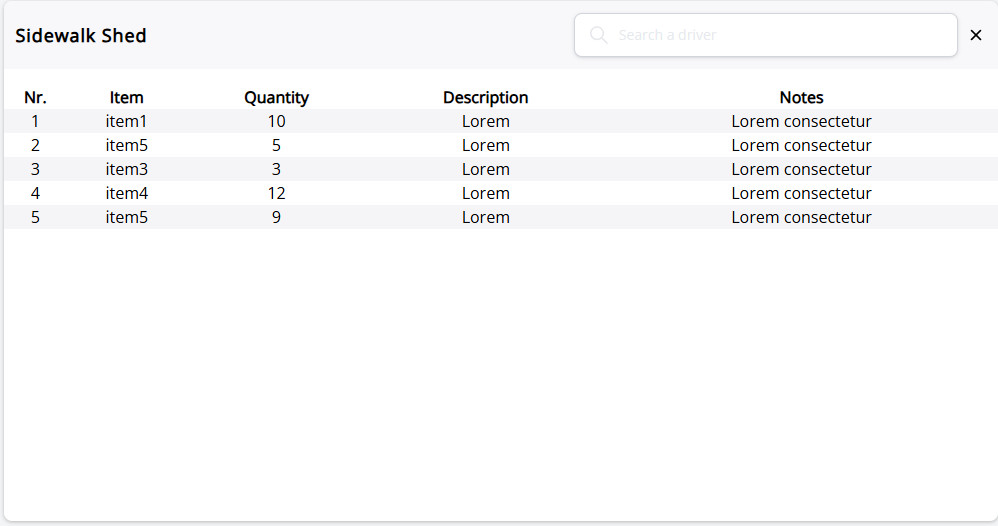 Sidewalk Shed
Search a driver ×
Nr. Item Quantity Description Notes
1 item1 10 Lorem Lorem consectetur
2 item5 5 Lorem Lorem consectetur
3 item3 3 Lorem Lorem consectetur
4 item4 12 Lorem Lorem consectetur
5 item5 9 Lorem Lorem consectetur